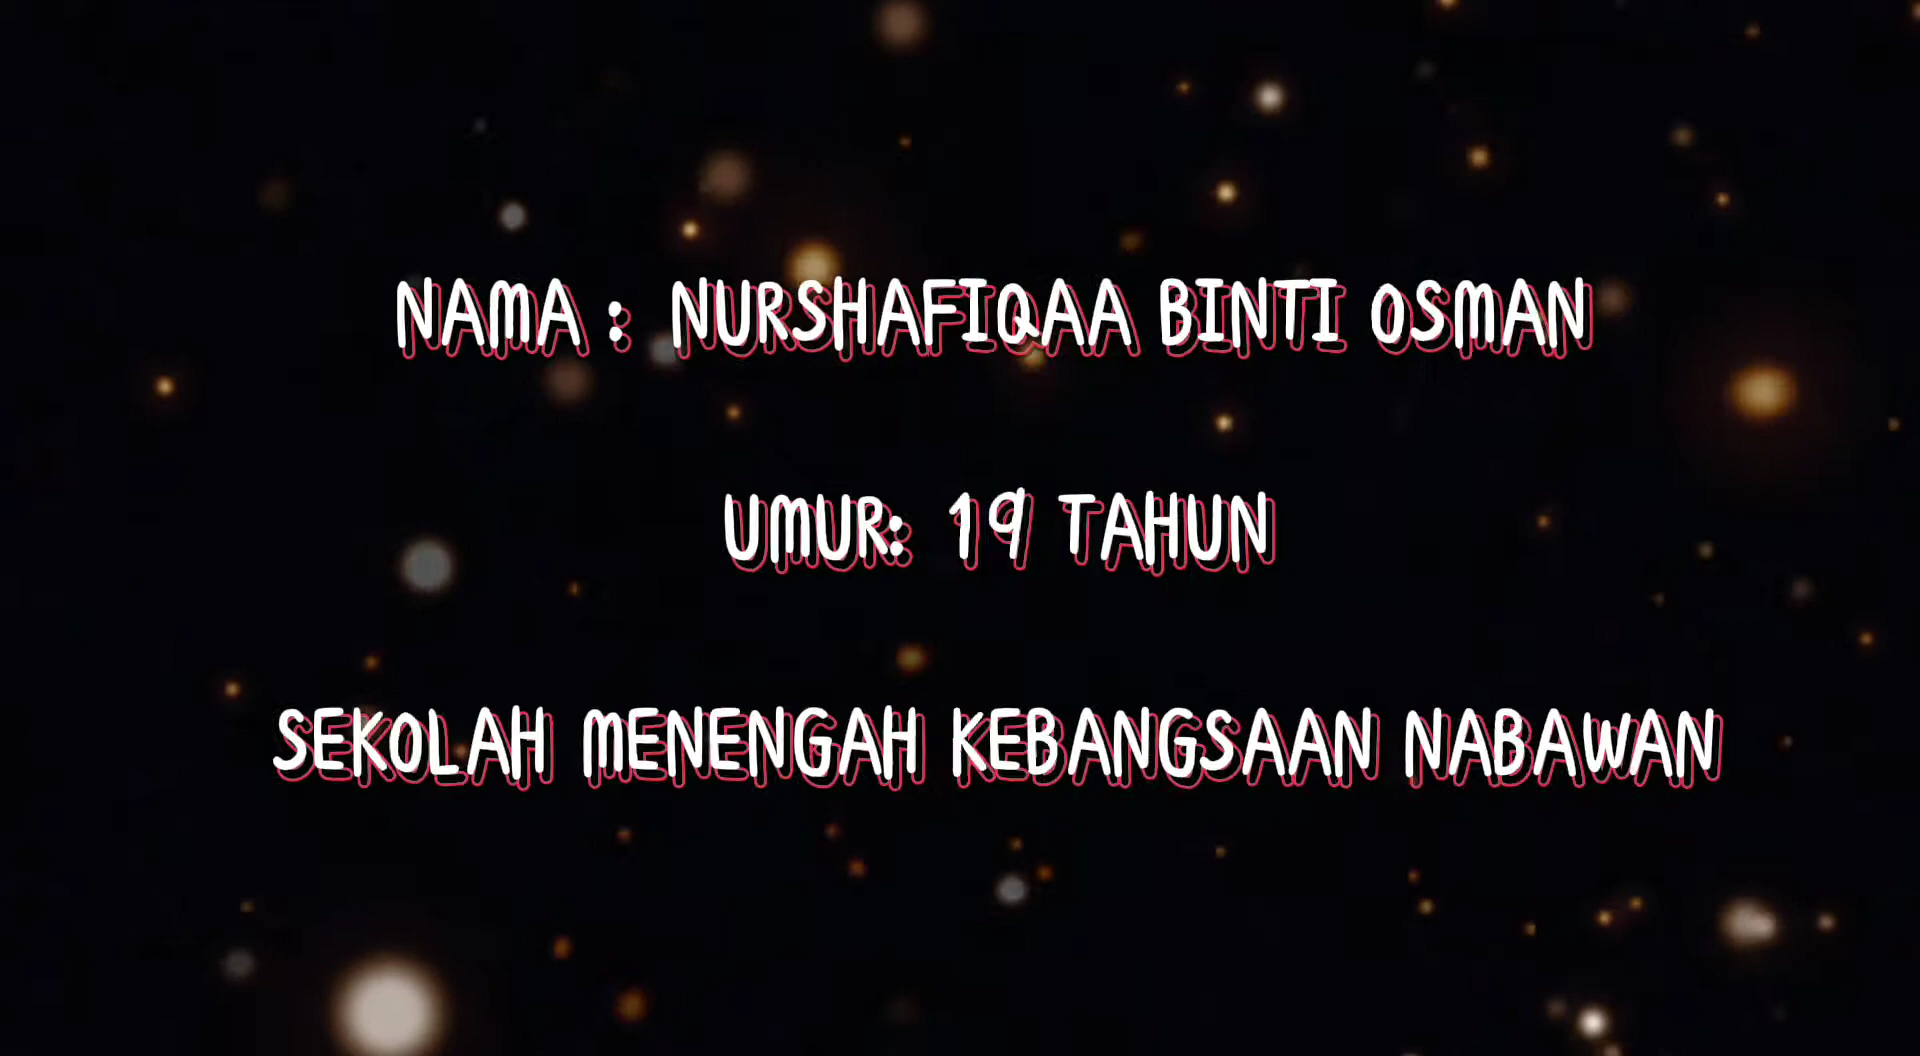 NAMA : NURSHAFIQAA BINTI OSMAN
UMUR: 19 TAHUN
SEKOLAH MENENGAH KEBANGSAAN NABAWAN